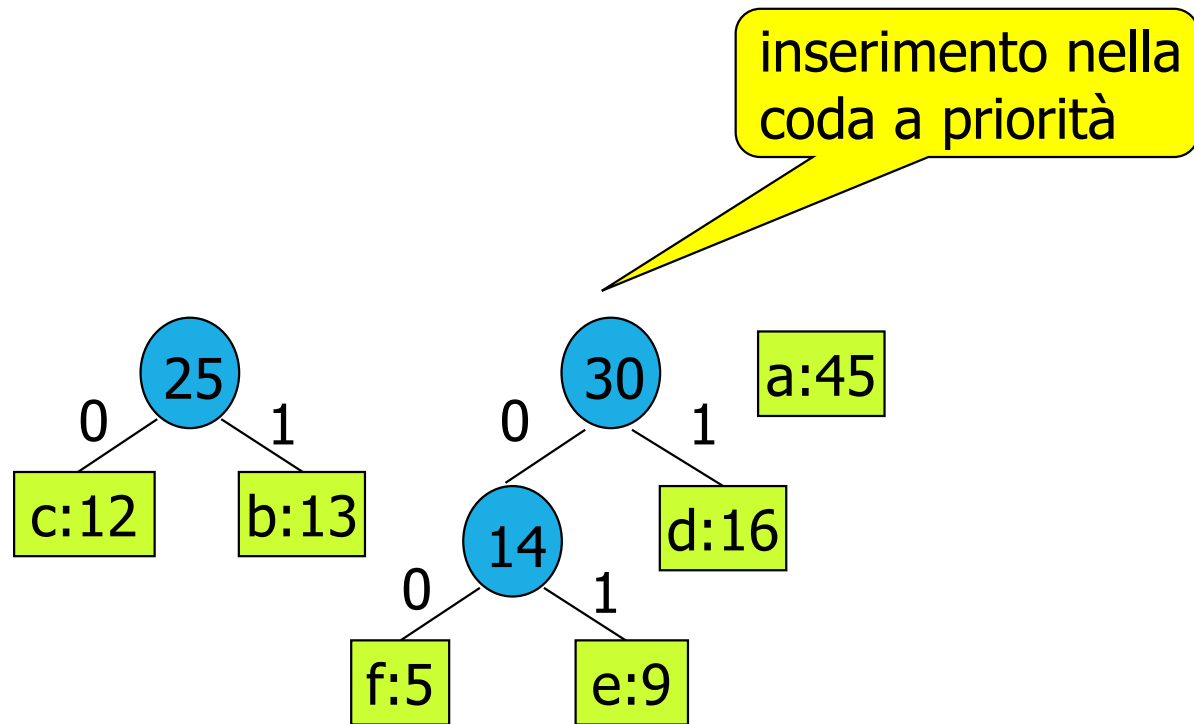 inserimento nella
coda a priorità
25
30
a:45
0
1
0
1
c:12
b:13
14
d:16
0
1
f:5
e:9